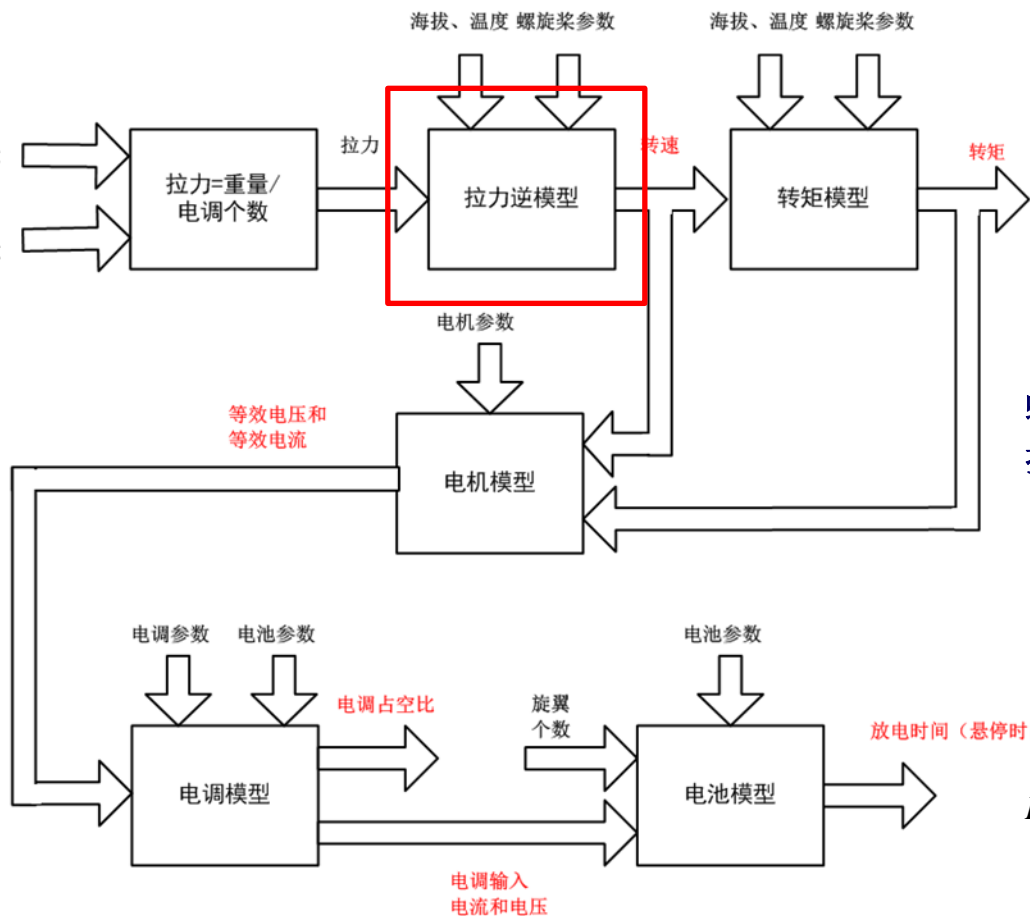 海拔、温度 螺旋桨参数
海拔、温度 螺旋桨参数
拉力=重量/
电调个数
拉力
拉力逆模型
转速
转矩模型
转矩
电机参数
等效电压和
等效电流
电机模型
电调参数
电池参数
电池参数
电调占空比
旋翼
个数
放电时间（悬停时
电调模型
电池模型
电调输入
电流和电压